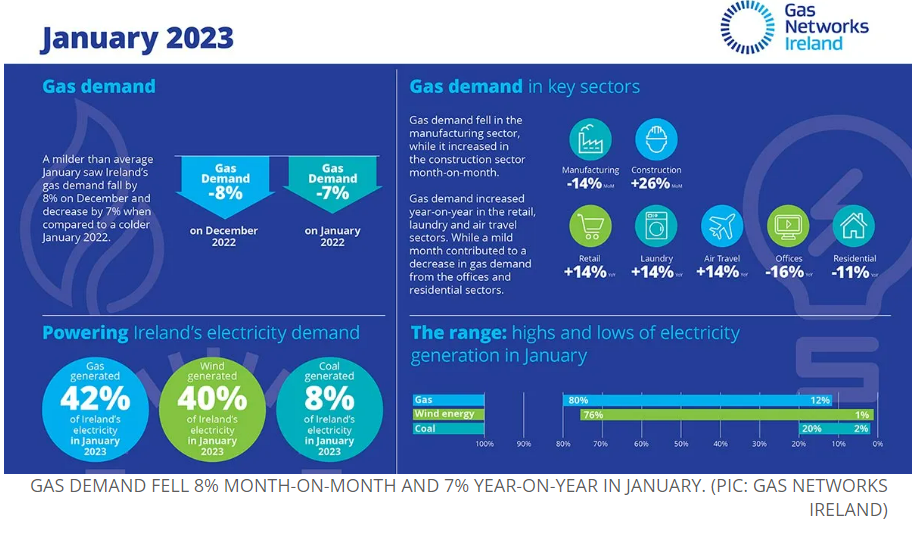 January 2023
Gas
Networks
Ireland
Gas demand
A milder than average
January saw Ireland's
gas demand fall by
8% on December and
decrease by 7% when
compared to a colder
January 2022.
Gas
Demand
-8%
on December
2022
Gas
Demand
-7%
on January
2022
Gas demand in key sectors
Gas demand fell in the
manufacturing sector,
while it increased in
the construction sector
month-on-month.
Gas demand increased
year-on-year in the retail,
laundry and air travel
sectors. While a mild
month contributed to a
decrease in gas demand
from the offices and
residential sectors.
Manufacturing
-14% MoM
Construction
+26% MoM
Retail
+14% YoY
Laundry
+14% YoY
Air Travel
+14% YoY
Offices
-16% YoY
Residential
-11% YoY
Powering Ireland's electricity demand
Gas
generated
42%
of Ireland's
electricity
in January
2023
Wind
generated
40%
of Ireland's
electricity
in January
2023
Coal
generated
8%
of Ireland's
electricity
in January
2023
The range: highs and lows of electricity
generation in January
Gas 80% 12%
Wind energy 76% 1%
Coal 20% 2%
100% 90% 80% 70% 60% 50% 40% 30% 20% 10% 0%
GAS DEMAND FELL 8% MONTH-ON-MONTH AND 7% YEAR-ON-YEAR IN JANUARY. (PIC: GAS NETWORKS
IRELAND)